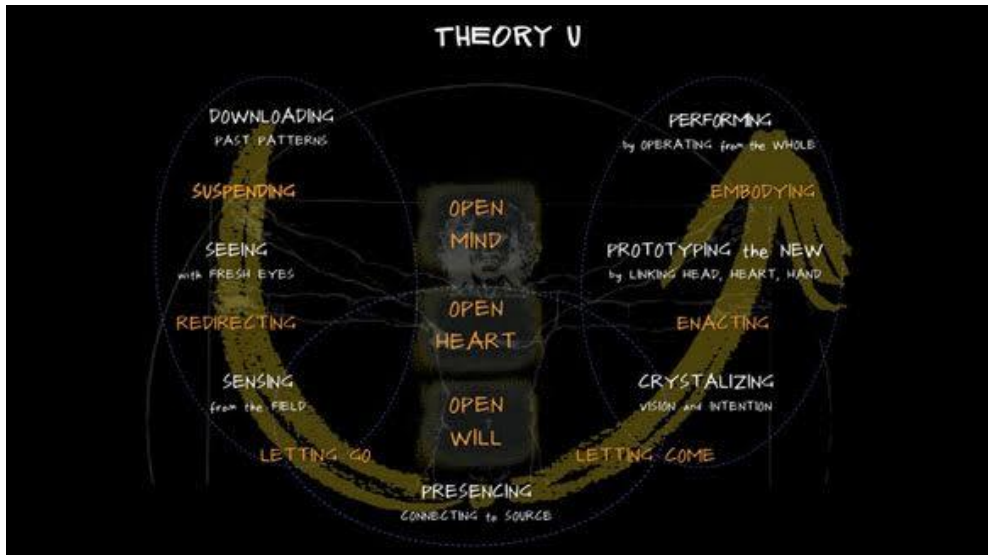 THEORY U
DOWNLOADING
PAST PATTERNS
SUSPENDING
SEEING
with FRESH EYES
REDIRECTING
SENSING
from the FIELD
LETTING GO
OPEN
MIND
OPEN
HEART
OPEN
WILL
PRESENCING
CONNECTING to SOURCE
PERFORMING
by OPERATING from the WHOLE
EMBODYING
PROTOTYPING the NEW
by LINKING HEAD, HEART, HAND
ENACTING
CRYSTALIZING
VISION and INTENTION
LETTING COME